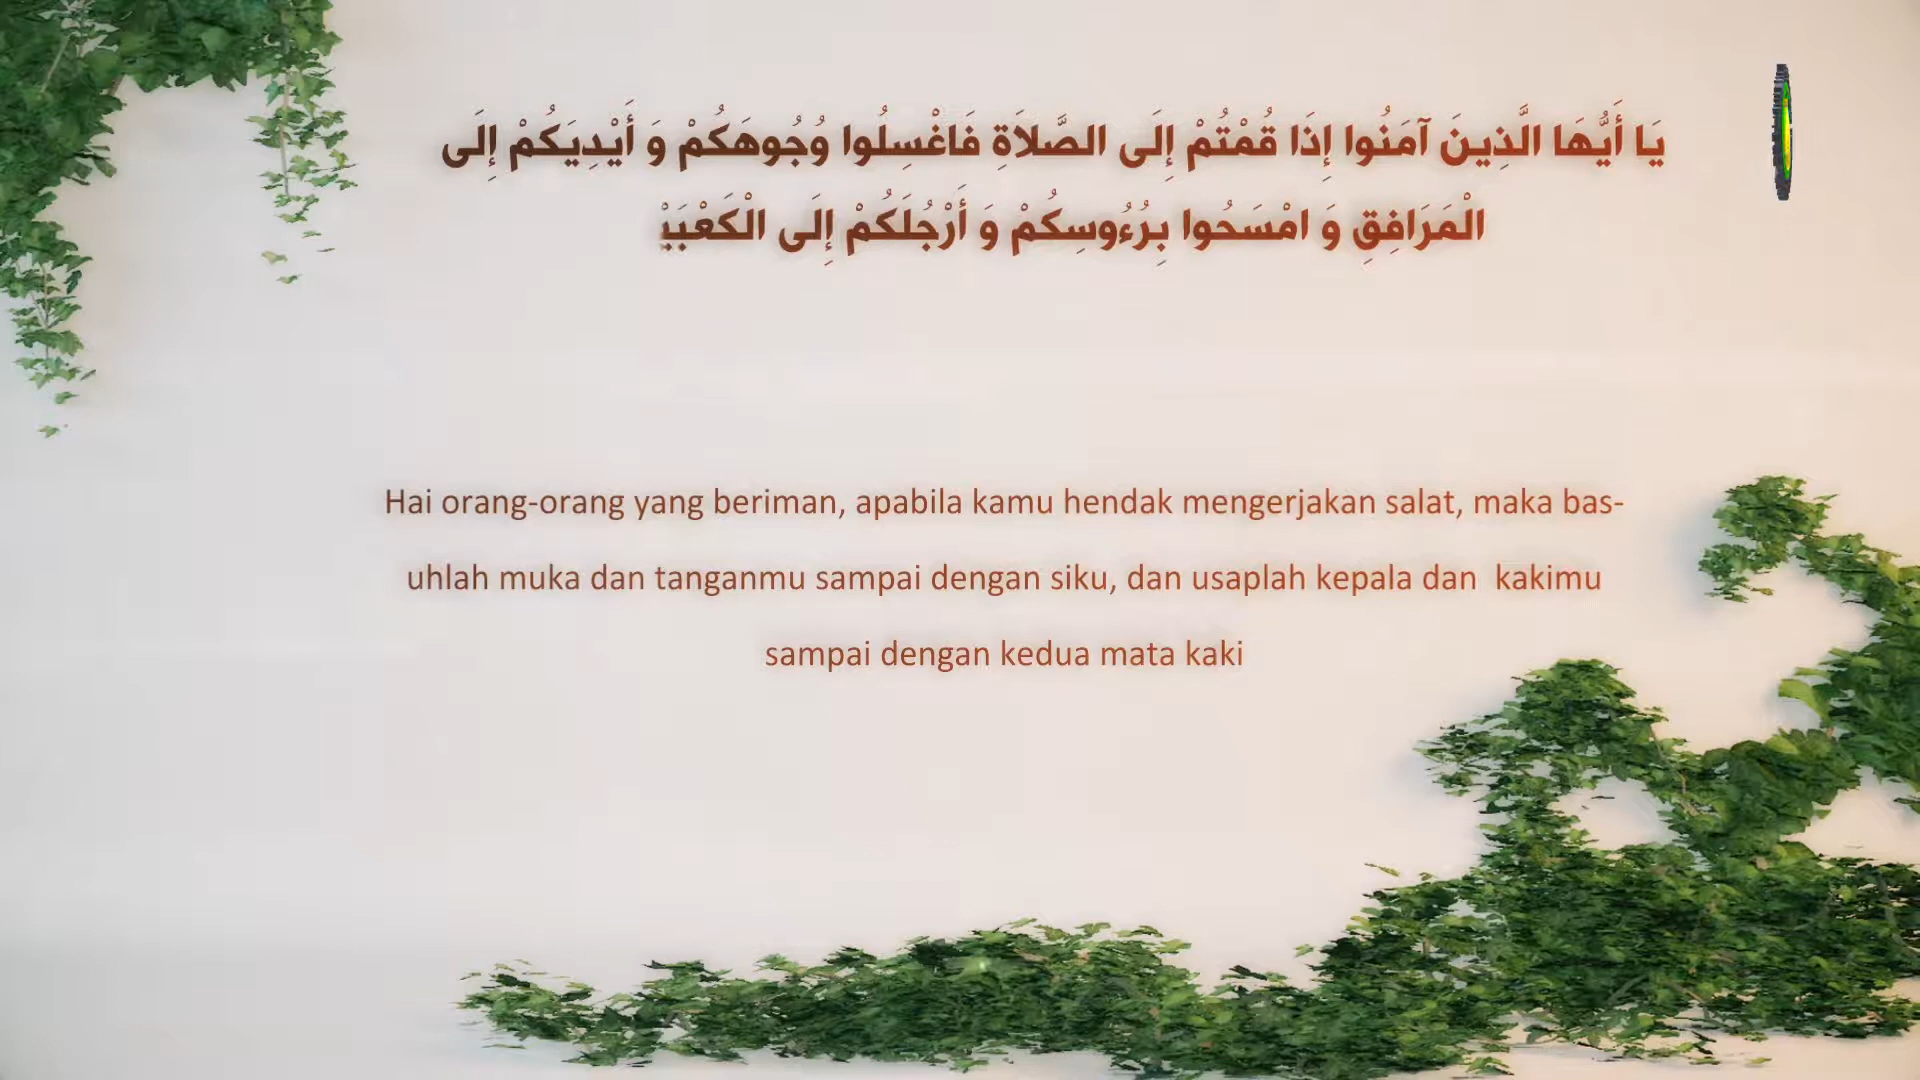 يَا أَيُّهَا الَّذِينَ آمَنُوا إِذَا قُمْتُمْ إِلَى الصَّلاَةِ فَاغْسِلُوا وُجُوهَكُمْ وَ أَيْدِيَكُمْ إِلَى
الْمَرَافِقِ وَ امْسَحُوا بِرُءُوسِكُمْ وَ أَرْجُلَكُمْ إِلَى الْكَعْبَيْ
Hai orang-orang yang beriman, apabila kamu hendak mengerjakan salat, maka bas-
uhlah muka dan tanganmu sampai dengan siku, dan usaplah kepala dan  kakimu
sampai dengan kedua mata kaki